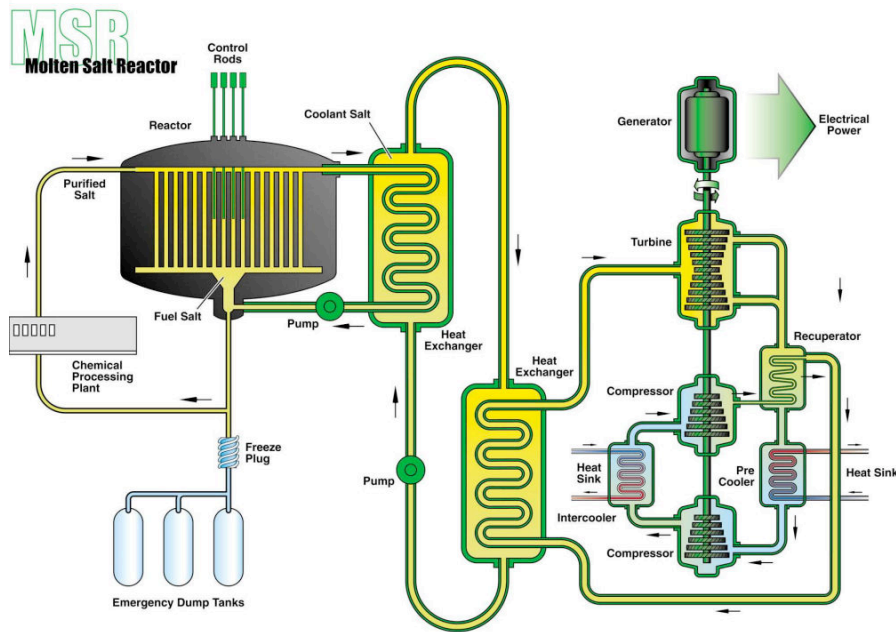 MSR
Molten Salt Reactor
Control
Rods
Reactor
Coolant Salt
Purified
Salt
Fuel Salt
Pump
Heat
Exchanger
Chemical
Processing
Plant
Freeze
Plug
Emergency Dump Tanks
Pump
Heat
Exchanger
Generator
Electrical
Power
Turbine
Recuperator
Compressor
Heat
Sink
Intercooler
Pre
Cooler
Heat Sink
Compressor